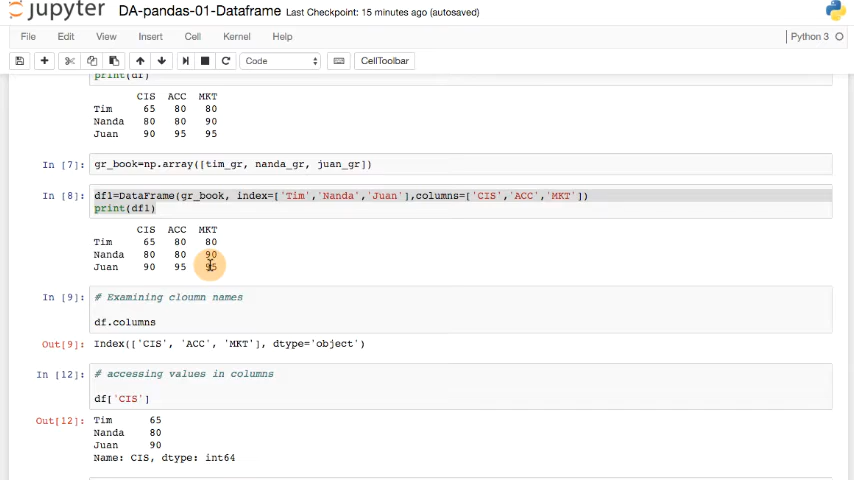 jupyter DA-pandas-01-Dataframe Last Checkpoint: 15 minutes ago (autosaved)
File Edit View Insert Cell Kernel Help Python 3
Code CellToolbar
print(df)
CIS ACC MKT
Tim 65 80 80
Nanda 80 80 90
Juan 90 95 95
In [7]: gr_book=np.array([tim_gr, nanda_gr, juan_gr])
In [8]: df1=DataFrame(gr_book, index=['Tim','Nanda','Juan'],columns=['CIS','ACC','MKT'])
print(df1)
CIS ACC MKT
Tim 65 80 80
Nanda 80 80 90
Juan 90 95 95
In [9]: # Examining cloumn names
df.columns
Out[9]: Index(['CIS', 'ACC', 'MKT'], dtype='object')
In [12]: # accessing values in columns
df['CIS']
Out[12]: Tim 65
Nanda 80
Juan 90
Name: CIS, dtype: int64